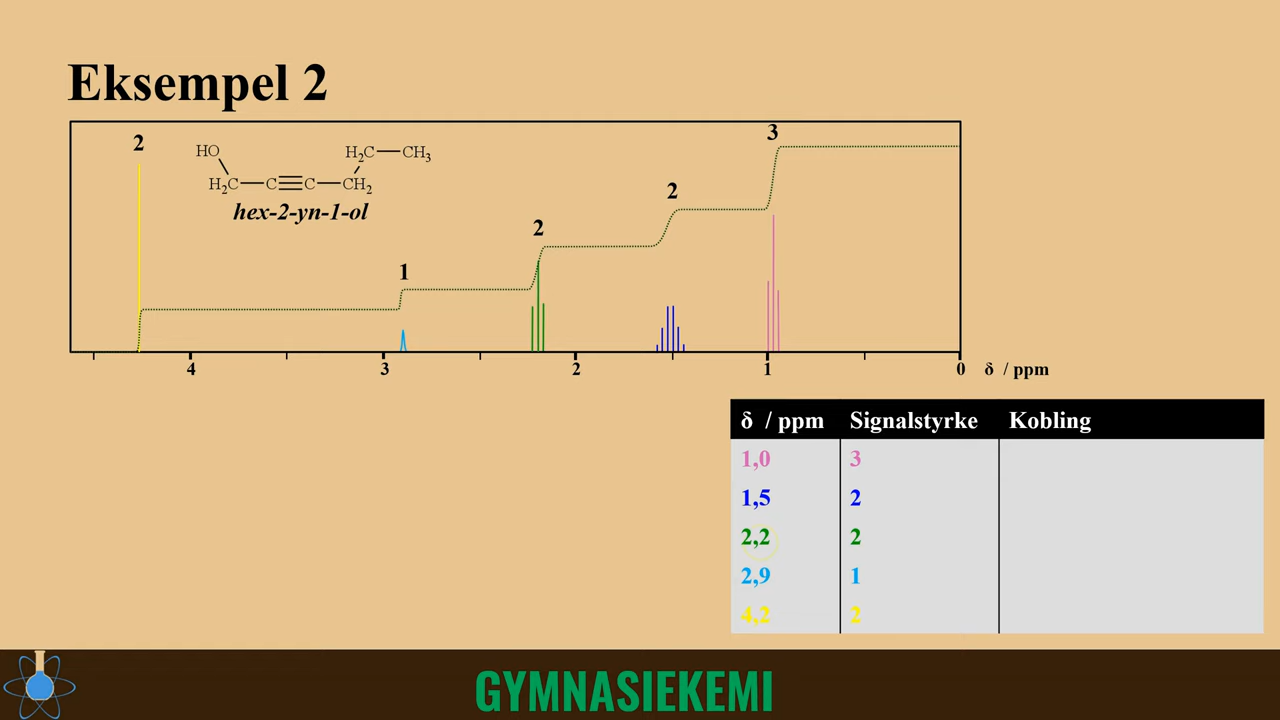 Eksempel 2
2
HO
H₂C—CH₃
H₂C—C≡C—CH₂
hex-2-yn-1-ol
1
2
2
3
4 3 2 1 0 δ / ppm
δ / ppm Signalstyrke Kobling
1,0 3
1,5 2
2,2 2
2,9 1
4,2 2
GYMNASIEKEMI